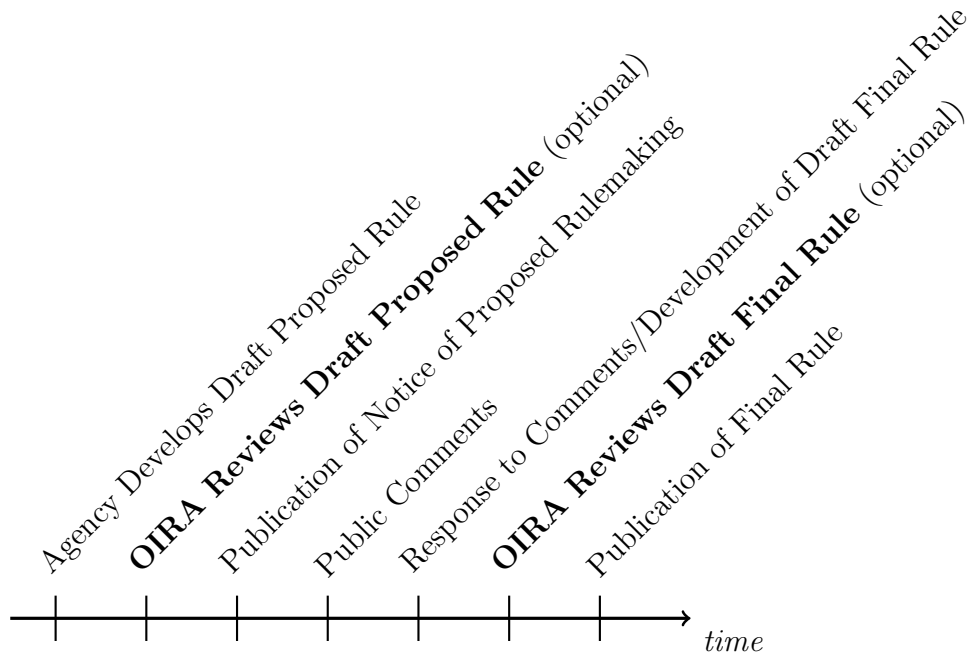 Agency Develops Draft Proposed Rule
OIRA Reviews Draft Proposed Rule (optional)
Publication of Notice of Proposed Rulemaking
Public Comments
Response to Comments/Development of Draft Final Rule
OIRA Reviews Draft Final Rule (optional)
Publication of Final Rule
time